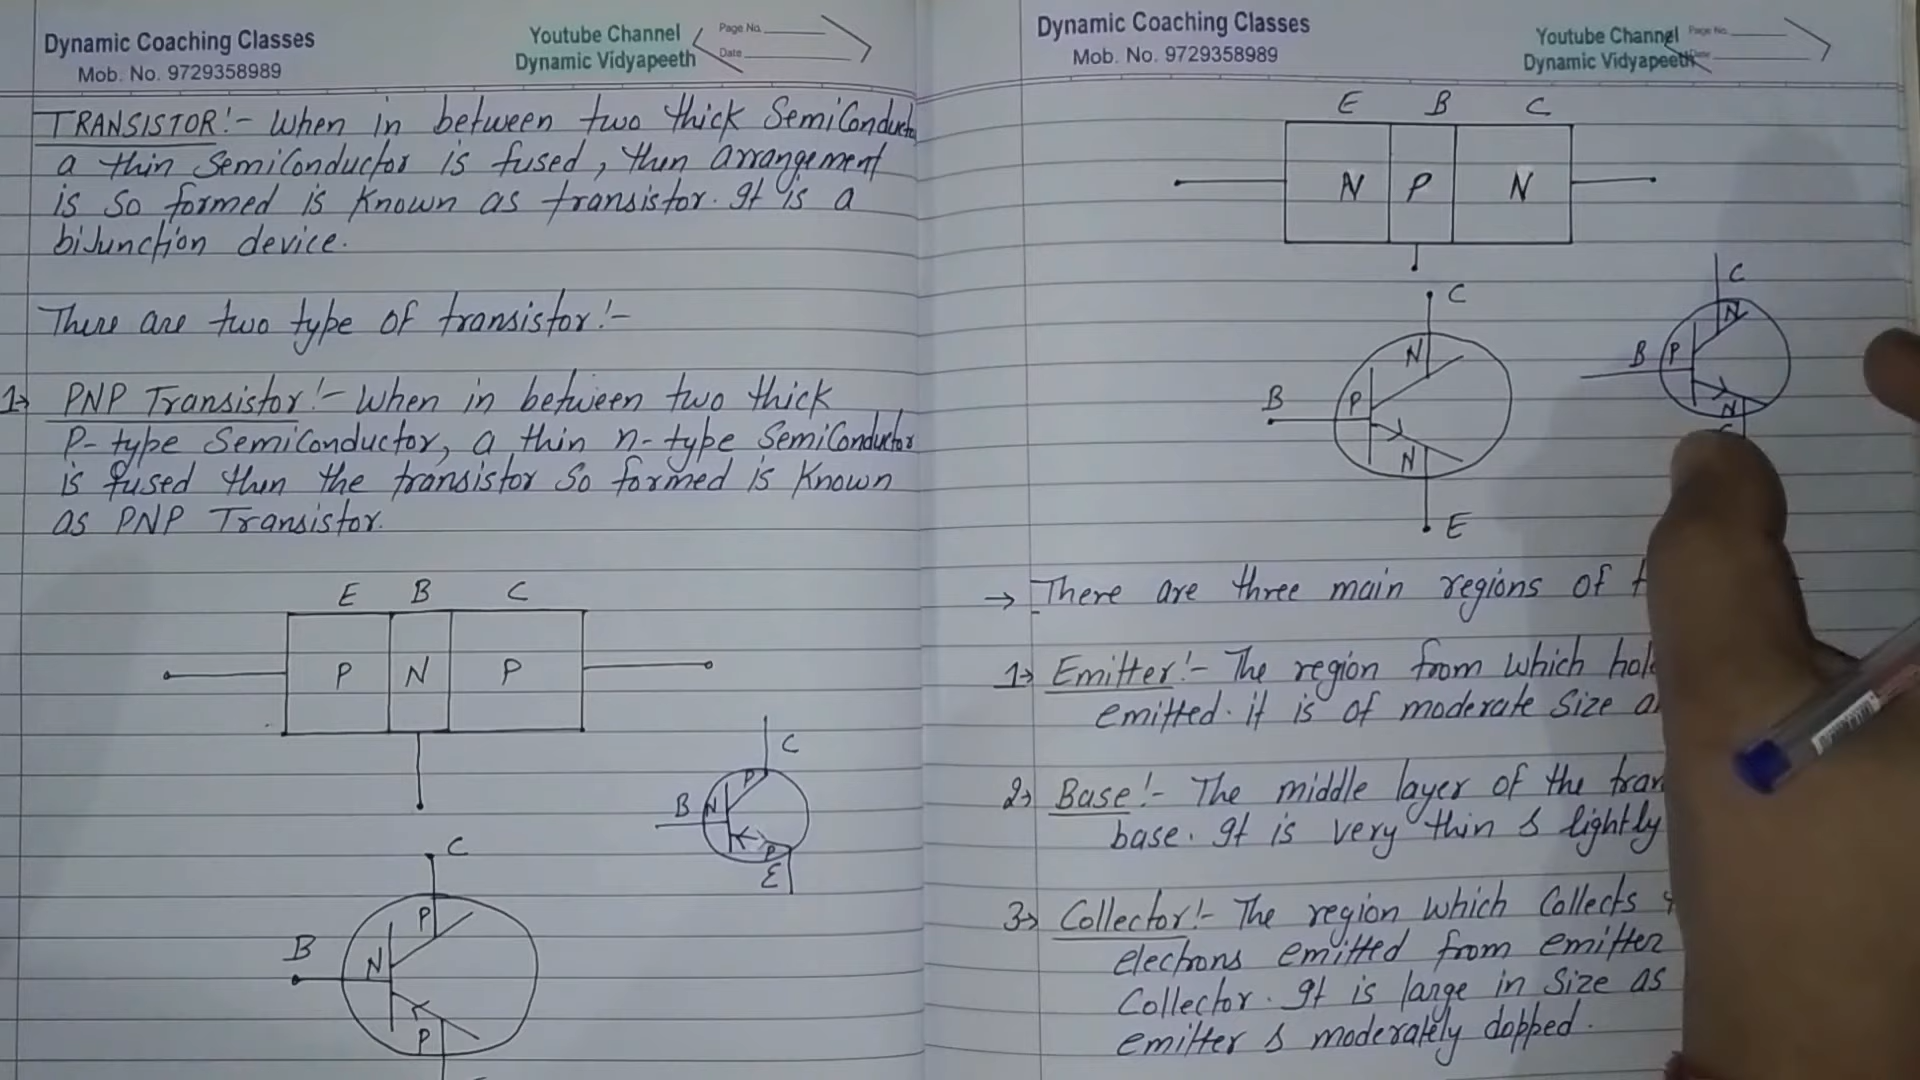 Dynamic Coaching Classes
Mob. No. 9729358989
Youtube Channel
Dynamic Vidyapeeth
Page No.
Date
TRANSISTOR:- When in between two thick SemiConduct
a thin SemiConductor is fused, then arrangement
is so formed is known as transistor. It is a
biJunction device.
There are two type of transistor:-
1→ PNP Transistor:- When in between two thick
P-type SemiConductor, a thin n-type SemiConductor
is fused then the transistor so formed is known
as PNP Transistor.
E B C
P N P
C
B N P
P
E
C
P
B N
P
Dynamic Coaching Classes
Mob. No. 9729358989
Youtube Channel
Dynamic Vidyapeeth
Page No.
E B C
N P N
C
N
B P
N
E
C
N
B P
N
→ There are three main regions of
1→ Emitter:- The region from which
emitted. it is of moderate size
2→ Base:- The middle layer of the
base. It is very thin & lightly
3→ Collector:- The region which Collects
electrons emitted from emitter
Collector. It is large in size as
emitter & moderately dopped.